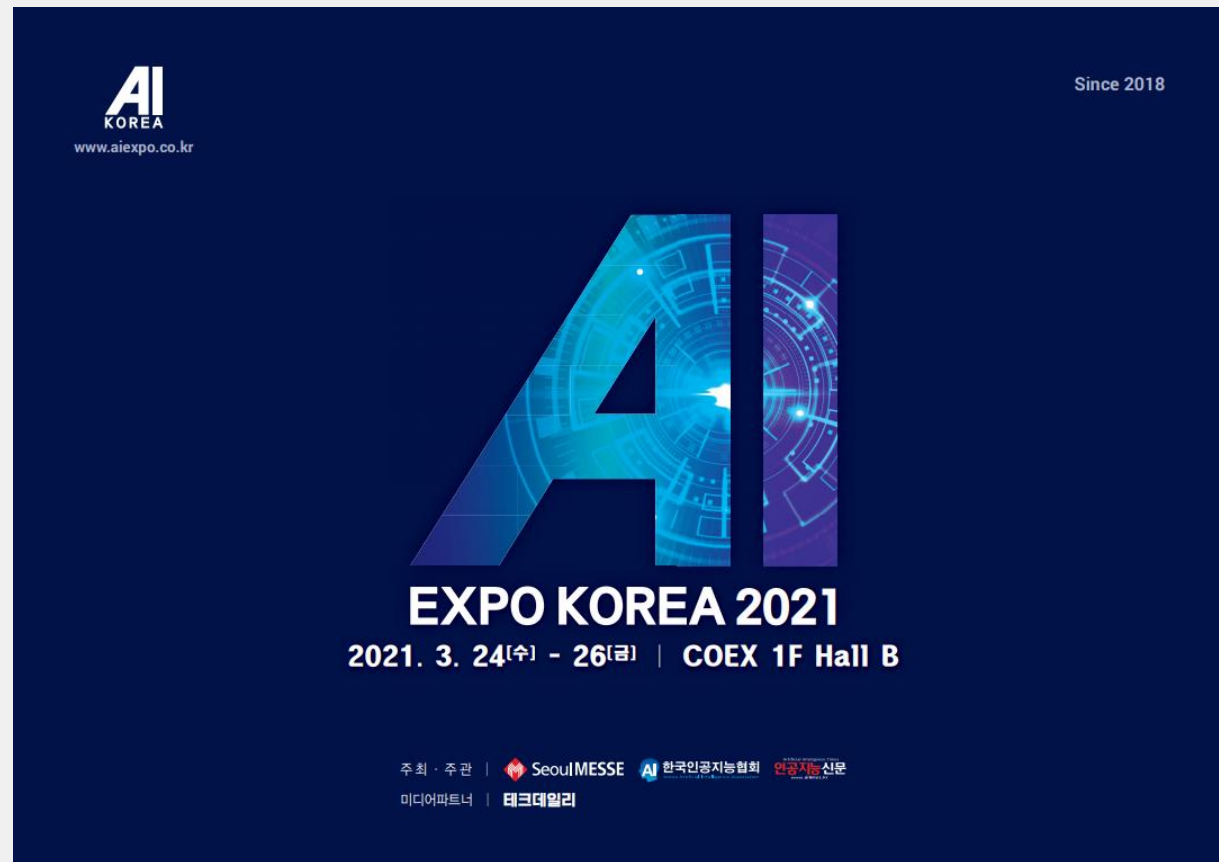 AI
KOREA
www.aiexpo.co.kr
Since 2018
AI
EXPO KOREA 2021
2021. 3. 24[수] - 26[금] | COEX 1F Hall B
주최 · 주관 | SeoulMESSE AI 한국인공지능협회 인공지능신문
미디어파트너 | 테크데일리